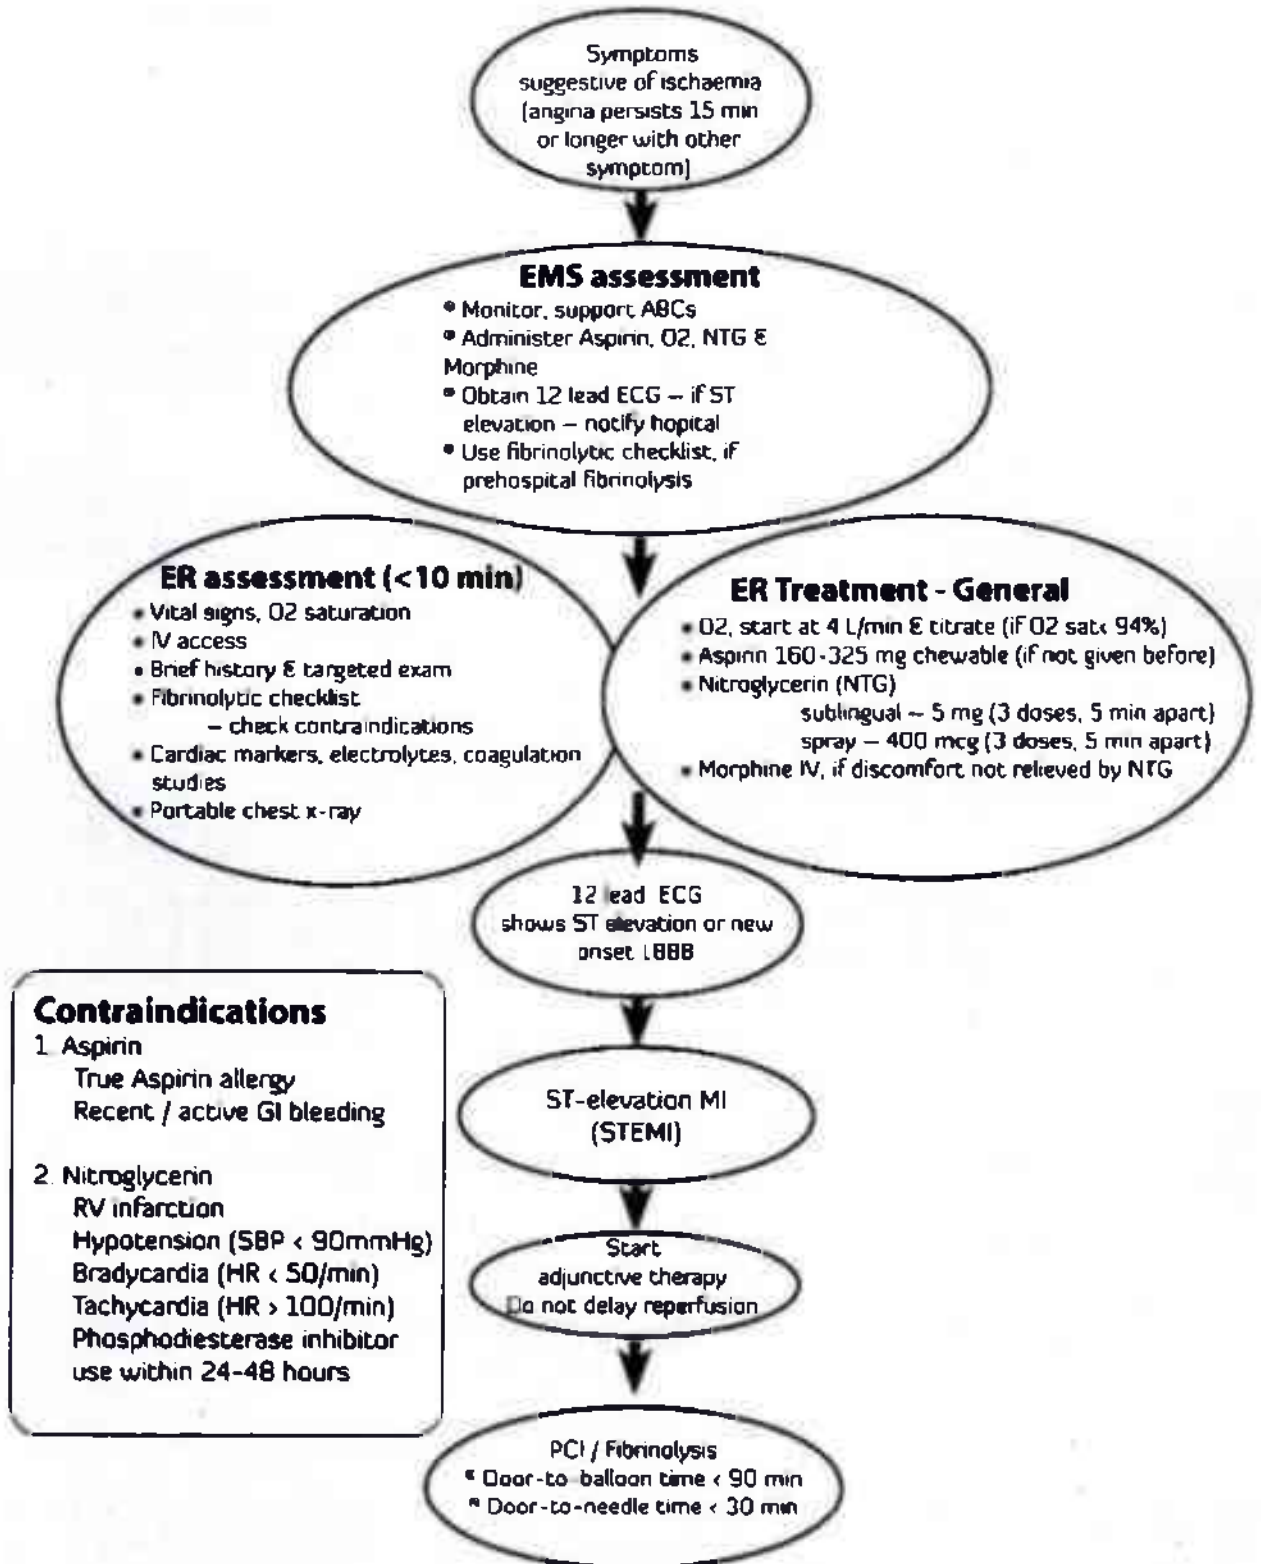 Symptoms
suggestive of ischaemia
(angina persists 15 min
or longer with other
symptom)
EMS assessment
• Monitor, support ABCs
• Administer Aspirin, O2, NTG &
Morphine
• Obtain 12 lead ECG – if ST
elevation – notify hopital
• Use fibrinolytic checklist, if
prehospital fibrinolysis
ER assessment (<10 min)
• Vital signs, O2 saturation
• IV access
• Brief history & targeted exam
• Fibrinolytic checklist
– check contraindications
• Cardiac markers, electrolytes, coagulation
studies
• Portable chest x-ray
ER Treatment - General
• O2, start at 4 L/min & titrate (if O2 sat< 94%)
• Aspirin 160-325 mg chewable (if not given before)
• Nitroglycerin (NTG)
sublingual – 5 mg (3 doses, 5 min apart)
spray – 400 mcg (3 doses, 5 min apart)
• Morphine IV, if discomfort not relieved by NTG
12 lead ECG
shows ST elevation or new
onset LBBB
Contraindications
1. Aspirin
True Aspirin allergy
Recent / active GI bleeding
2. Nitroglycerin
RV infarction
Hypotension (SBP < 90mmHg)
Bradycardia (HR < 50/min)
Tachycardia (HR > 100/min)
Phosphodiesterase inhibitor
use within 24-48 hours
ST-elevation MI
(STEMI)
Start
adjunctive therapy
Do not delay reperfusion
PCI / Fibrinolysis
• Door-to-balloon time < 90 min
• Door-to-needle time < 30 min